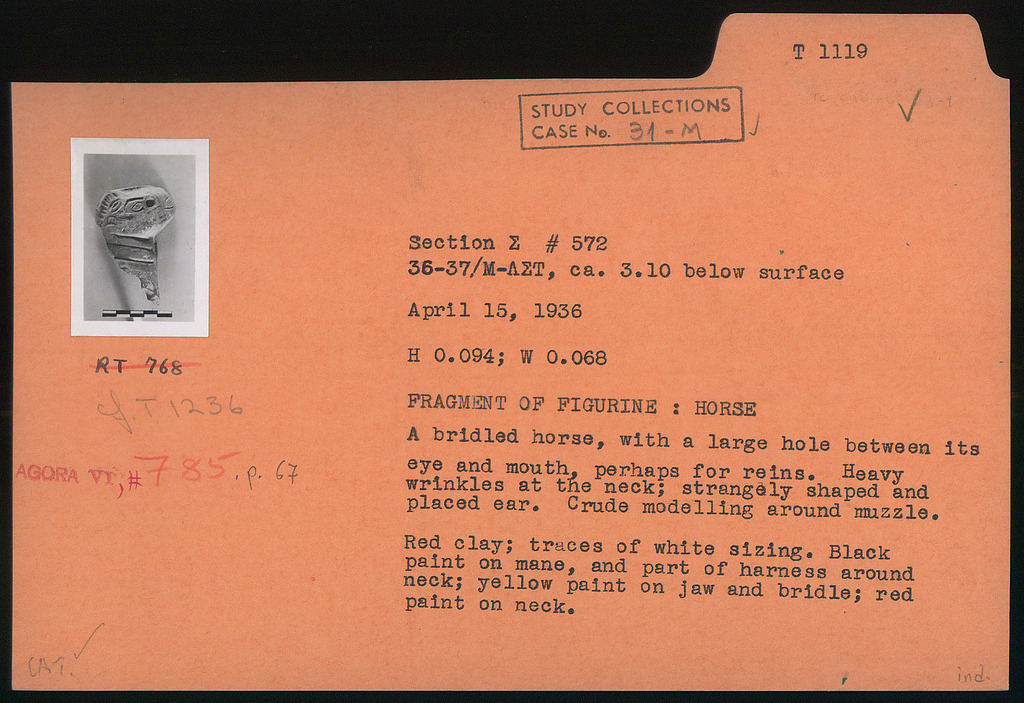 T 1119
STUDY COLLECTIONS
CASE No. 31-M
Section Σ # 572
36-37/Μ-ΛΣΤ, ca. 3.10 below surface
April 15, 1936
H 0.094; W 0.068
RT 768
cf. T 1236
AGORA VI, # 785, p. 67
FRAGMENT OF FIGURINE : HORSE
A bridled horse, with a large hole between its
eye and mouth, perhaps for reins. Heavy
wrinkles at the neck; strangely shaped and
placed ear. Crude modelling around muzzle.
Red clay; traces of white sizing. Black
paint on mane, and part of harness around
neck; yellow paint on jaw and bridle; red
paint on neck.
CAT.
ind.